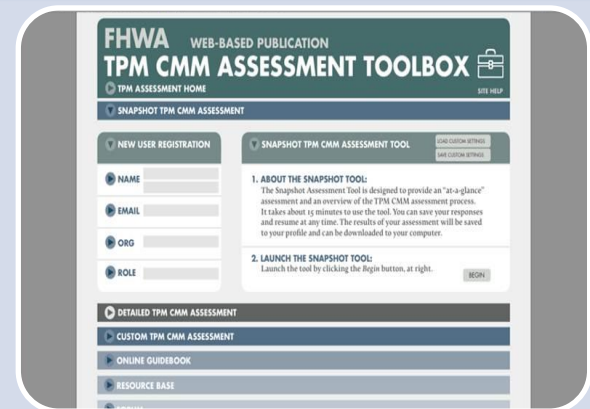 FHWA WEB-BASED PUBLICATION
TPM CMM ASSESSMENT TOOLBOX
TPM ASSESSMENT HOME
SITE HELP
SNAPSHOT TPM CMM ASSESSMENT
NEW USER REGISTRATION
NAME
EMAIL
ORG
ROLE
SNAPSHOT TPM CMM ASSESSMENT TOOL
LOAD CUSTOM SETTINGS
SAVE CUSTOM SETTINGS
1. ABOUT THE SNAPSHOT TOOL:
The Snapshot Assessment Tool is designed to provide an "at-a-glance"
assessment and an overview of the TPM CMM assessment process.
It takes about 15 minutes to use the tool. You can save your responses
and resume at any time. The results of your assessment will be saved
to your profile and can be downloaded to your computer.
2. LAUNCH THE SNAPSHOT TOOL:
Launch the tool by clicking the Begin button, at right.
BEGIN
DETAILED TPM CMM ASSESSMENT
CUSTOM TPM CMM ASSESSMENT
ONLINE GUIDEBOOK
RESOURCE BASE